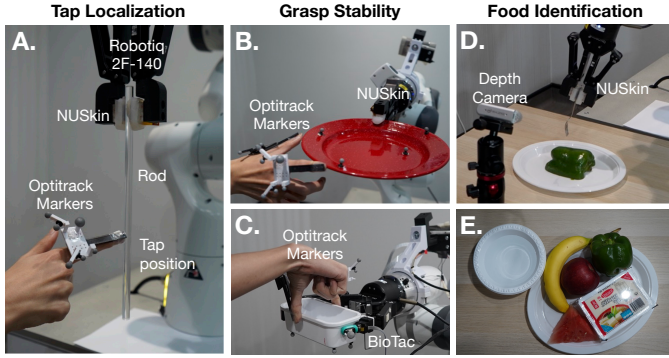 Tap Localization
Grasp Stability
Food Identification
A.
Robotiq
2F-140
NUSkin
Rod
Optitrack
Markers
Tap
position
B.
NUSkin
Optitrack
Markers
C.
Optitrack
Markers
BioTac
D.
Depth
Camera
NUSkin
E.